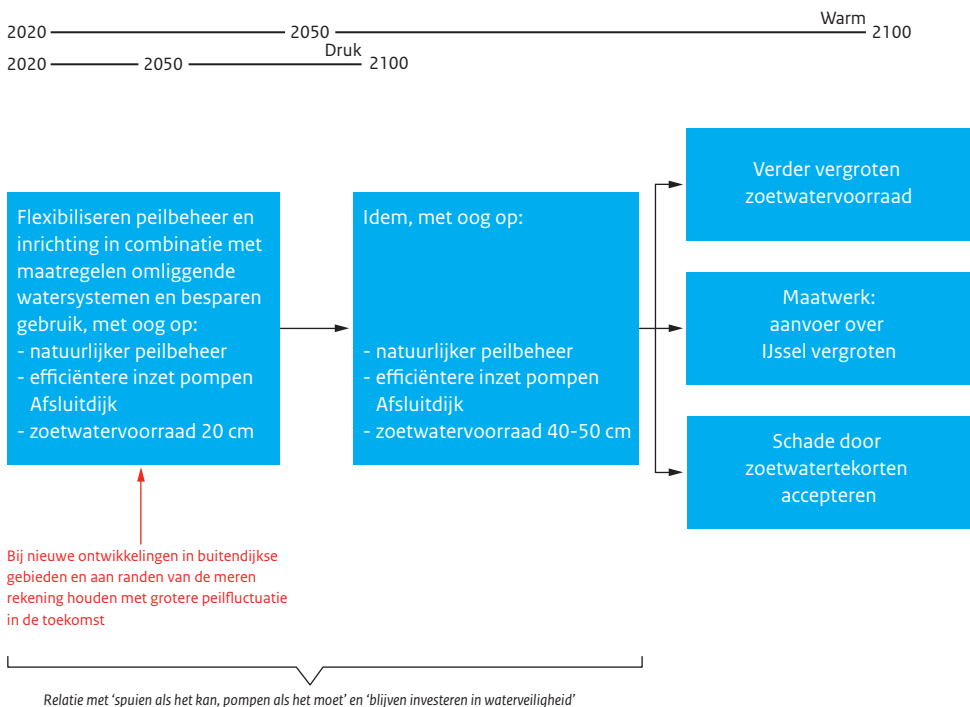 Warm
2020 2050 2100
Druk
2020 2050 2100
Flexibiliseren peilbeheer en
inrichting in combinatie met
maatregelen omliggende
watersystemen en besparen
gebruik, met oog op:
- natuurlijker peilbeheer
- efficiëntere inzet pompen
Afsluitdijk
- zoetwatervoorraad 20 cm
Idem, met oog op:
- natuurlijker peilbeheer
- efficiëntere inzet pompen
Afsluitdijk
- zoetwatervoorraad 40-50 cm
Verder vergroten
zoetwatervoorraad
Maatwerk:
aanvoer over
IJssel vergroten
Schade door
zoetwatertekorten
accepteren
Bij nieuwe ontwikkelingen in buitendijkse
gebieden en aan randen van de meren
rekening houden met grotere peilfluctuatie
in de toekomst
Relatie met ‘spuien als het kan, pompen als het moet’ en ‘blijven investeren in waterveiligheid’